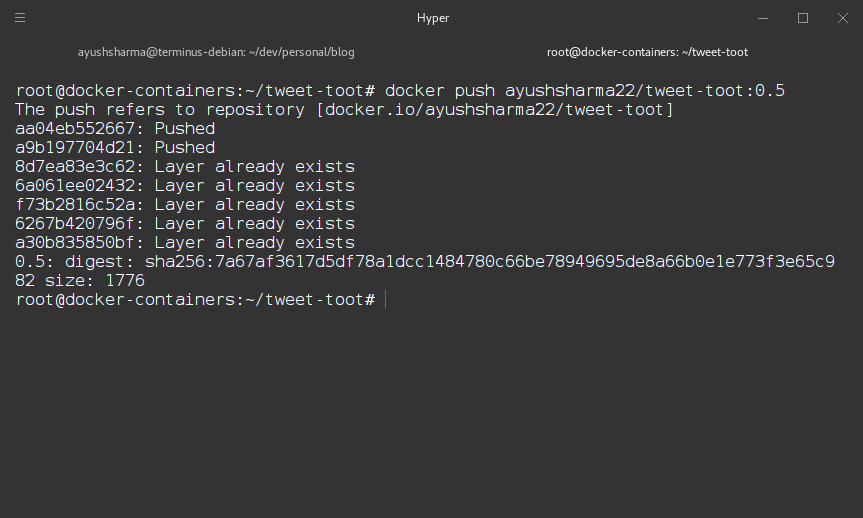 Hyper
ayushsharma@terminus-debian: ~/dev/personal/blog
root@docker-containers: ~/tweet-toot
root@docker-containers:~/tweet-toot# docker push ayushsharma22/tweet-toot:0.5
The push refers to repository [docker.io/ayushsharma22/tweet-toot]
aa04eb552667: Pushed
a9b197704d21: Pushed
8d7ea83e3c62: Layer already exists
6a061ee02432: Layer already exists
f73b2816c52a: Layer already exists
6267b420796f: Layer already exists
a30b835850bf: Layer already exists
0.5: digest: sha256:7a67af3617d5df78a1dcc1484780c66be78949695de8a66b0e1e773f3e65c9
82 size: 1776
root@docker-containers:~/tweet-toot#